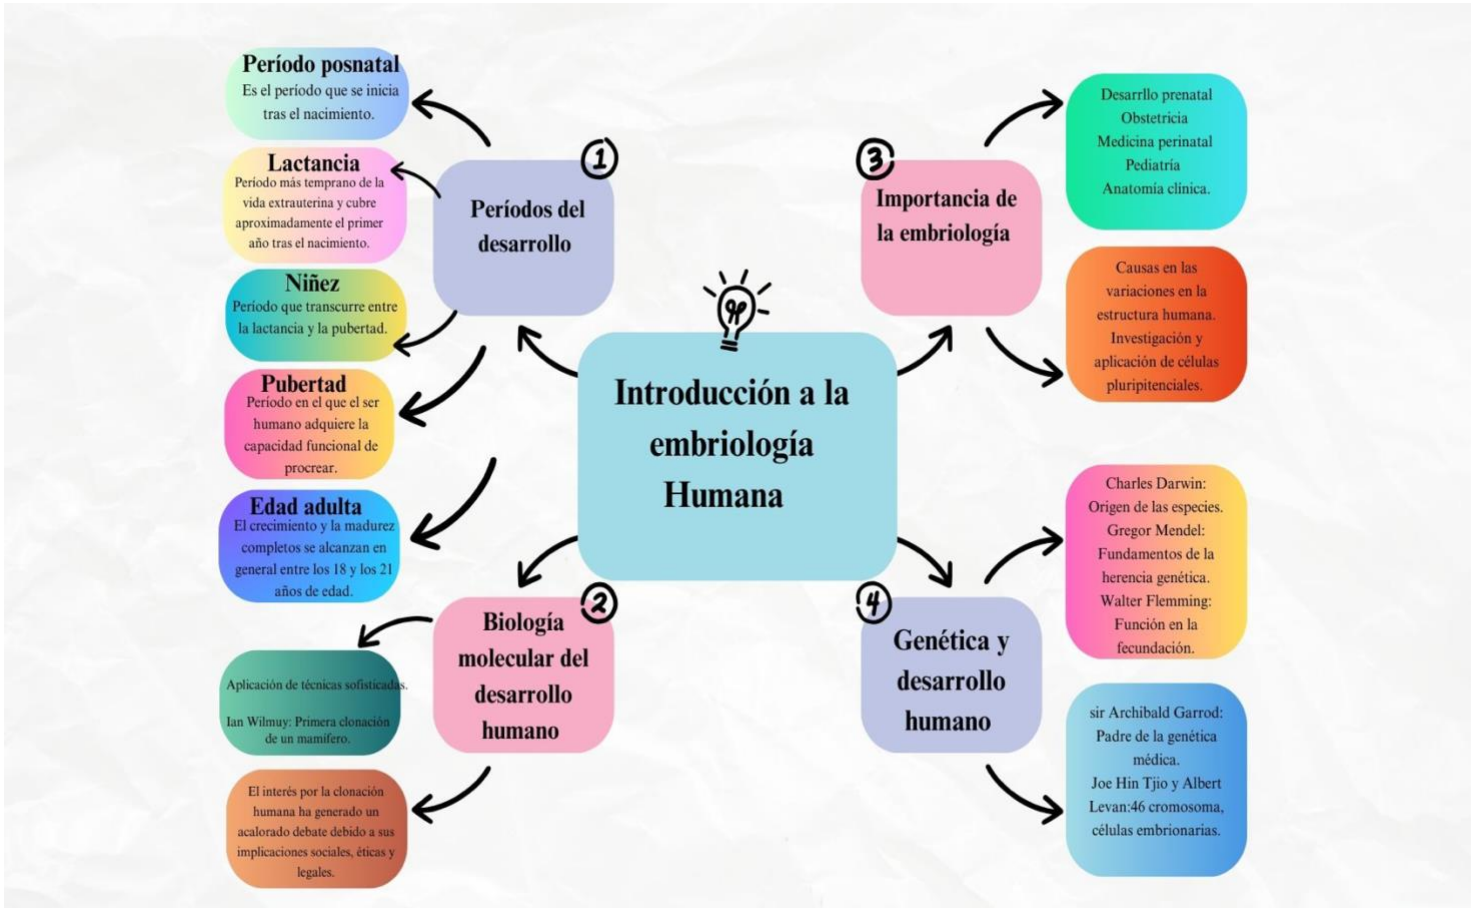 Introducción a la
embriología
Humana
1
Períodos del
desarrollo
Período posnatal
Es el período que se inicia
tras el nacimiento.
Lactancia
Período más temprano de la
vida extrauterina y cubre
aproximadamente el primer
año tras el nacimiento.
Niñez
Período que transcurre entre
la lactancia y la pubertad.
Pubertad
Período en el que el ser
humano adquiere la
capacidad funcional de
procrear.
Edad adulta
El crecimiento y la madurez
completos se alcanzan en
general entre los 18 y los 21
años de edad.
2
Biología
molecular del
desarrollo
humano
Aplicación de técnicas sofisticadas.
Ian Wilmuy: Primera clonación
de un mamífero.
El interés por la clonación
humana ha generado un
acalorado debate debido a sus
implicaciones sociales, éticas y
legales.
3
Importancia de
la embriología
Desarrllo prenatal
Obstetricia
Medicina perinatal
Pediatría
Anatomía clínica.
Causas en las
variaciones en la
estructura humana.
Investigación y
aplicación de células
pluripitenciales.
4
Genética y
desarrollo
humano
Charles Darwin:
Origen de las especies.
Gregor Mendel:
Fundamentos de la
herencia genética.
Walter Flemming:
Función en la
fecundación.
sir Archibald Garrod:
Padre de la genética
médica.
Joe Hin Tjio y Albert
Levan:46 cromosoma,
células embrionarias.